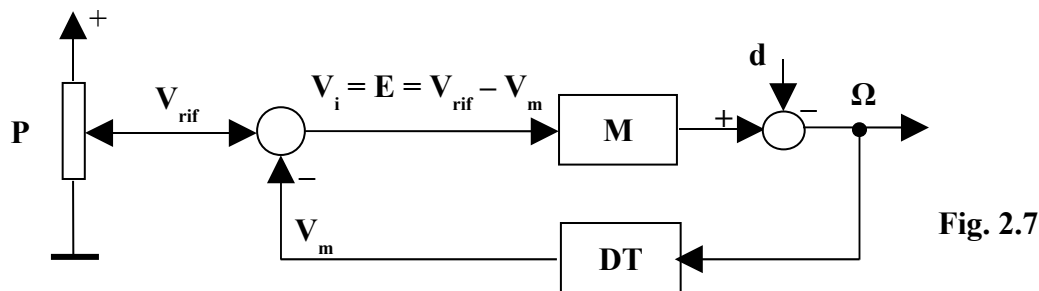 +
P
V_rif
V_i = E = V_rif – V_m
M
+
d
–
Ω
–
V_m
DT
Fig. 2.7